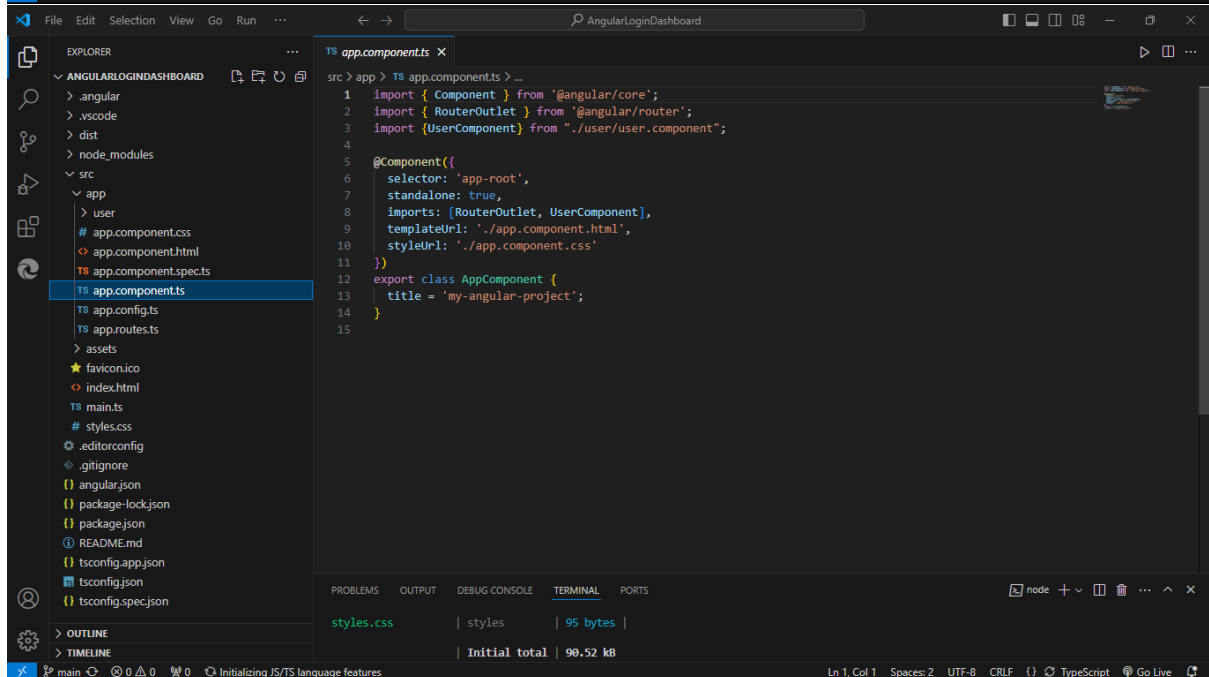 File Edit Selection View Go Run ···
AngularLoginDashboard
EXPLORER ···
ANGULARLOGINDASHBOARD
.angular
.vscode
dist
node_modules
src
app
user
# app.component.css
<> app.component.html
TS app.component.spec.ts
TS app.component.ts
TS app.config.ts
TS app.routes.ts
assets
favicon.ico
<> index.html
TS main.ts
# styles.css
.editorconfig
.gitignore
{} angular.json
{} package-lock.json
{} package.json
README.md
{} tsconfig.app.json
tsconfig.json
{} tsconfig.spec.json
OUTLINE
TIMELINE
TS app.component.ts
src > app > TS app.component.ts > ...
1 import { Component } from '@angular/core';
2 import { RouterOutlet } from '@angular/router';
3 import {UserComponent} from "./user/user.component";
4
5 @Component({
6 selector: 'app-root',
7 standalone: true,
8 imports: [RouterOutlet, UserComponent],
9 templateUrl: './app.component.html',
10 styleUrl: './app.component.css'
11 })
12 export class AppComponent {
13 title = 'my-angular-project';
14 }
15
PROBLEMS OUTPUT DEBUG CONSOLE TERMINAL PORTS
node
styles.css | styles | 95 bytes |
| Initial total | 90.52 kB
main 0 0 0 Initializing JS/TS language features
Ln 1, Col 1 Spaces: 2 UTF-8 CRLF {} TypeScript Go Live